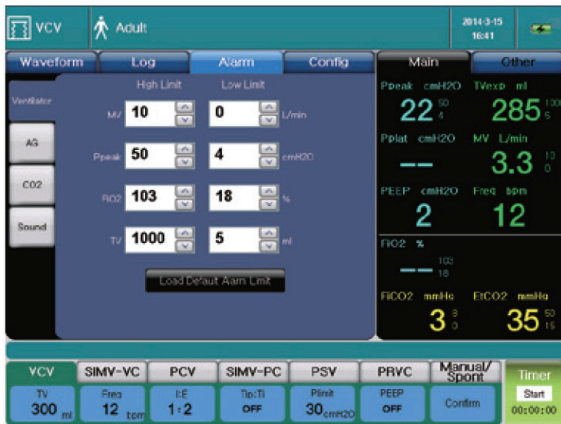 VCV Adult 2014-3-15
16:41
Waveform Log Alarm Config Main Other
High Limit Low Limit
Ventilator
MV 10 0 L/min
AG
Ppeak 50 4 cmH2O
CO2
FiO2 103 18 %
Sound
TV 1000 5 ml
Load Default Aarm Limit
Ppeak cmH2O TVexp ml
22 50 4 285 100 5
Pplat cmH2O MV L/min
-- 3.3 10 0
PEEP cmH2O Freq bpm
2 12
FiO2 %
-- 103 18
FiCO2 mmHg EtCO2 mmHg
3 8 0 35 50 15
VCV SIMV-VC PCV SIMV-PC PSV PRVC Manual/
Spont Timer
TV Freq I:E Tip:Ti Plimit PEEP Confirm Start
300 ml 12 bpm 1:2 OFF 30 cmH2O OFF 00:00:00